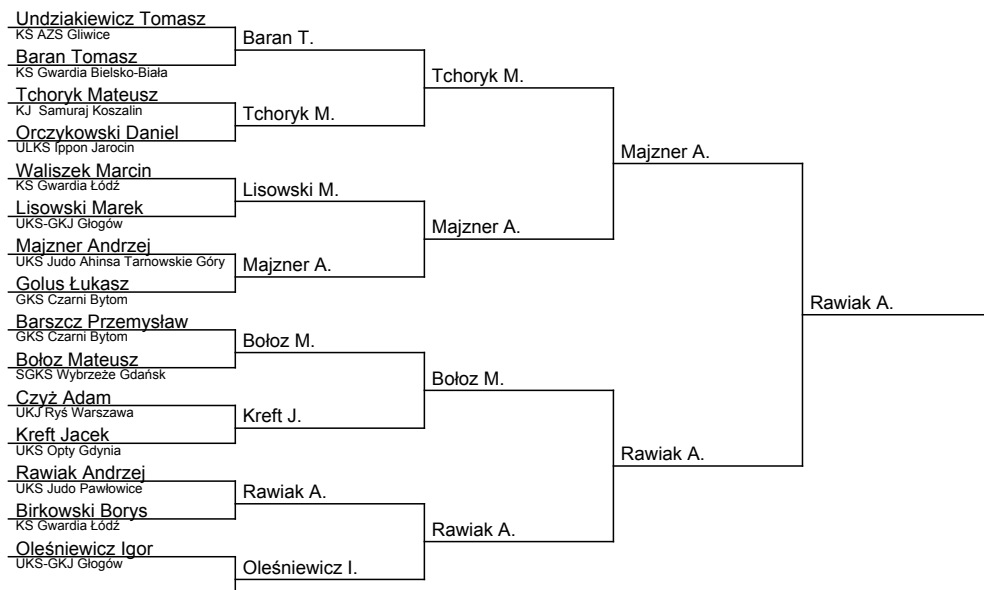 Undziakiewicz Tomasz
KS AZS Gliwice
Baran Tomasz
KS Gwardia Bielsko-Biała
Tchoryk Mateusz
KJ  Samuraj Koszalin
Orczykowski Daniel
ULKS Ippon Jarocin
Waliszek Marcin
KS Gwardia Łódź
Lisowski Marek
UKS-GKJ Głogów
Majzner Andrzej
UKS Judo Ahinsa Tarnowskie Góry
Golus Łukasz
GKS Czarni Bytom
Barszcz Przemysław
GKS Czarni Bytom
Bołoz Mateusz
SGKS Wybrzeże Gdańsk
Czyż Adam
UKJ Ryś Warszawa
Kreft Jacek
UKS Opty Gdynia
Rawiak Andrzej
UKS Judo Pawłowice
Birkowski Borys
KS Gwardia Łódź
Oleśniewicz Igor
UKS-GKJ Głogów
Baran T.
Tchoryk M.
Lisowski M.
Majzner A.
Bołoz M.
Kreft J.
Rawiak A.
Oleśniewicz I.
Tchoryk M.
Majzner A.
Bołoz M.
Rawiak A.
Majzner A.
Rawiak A.
Rawiak A.